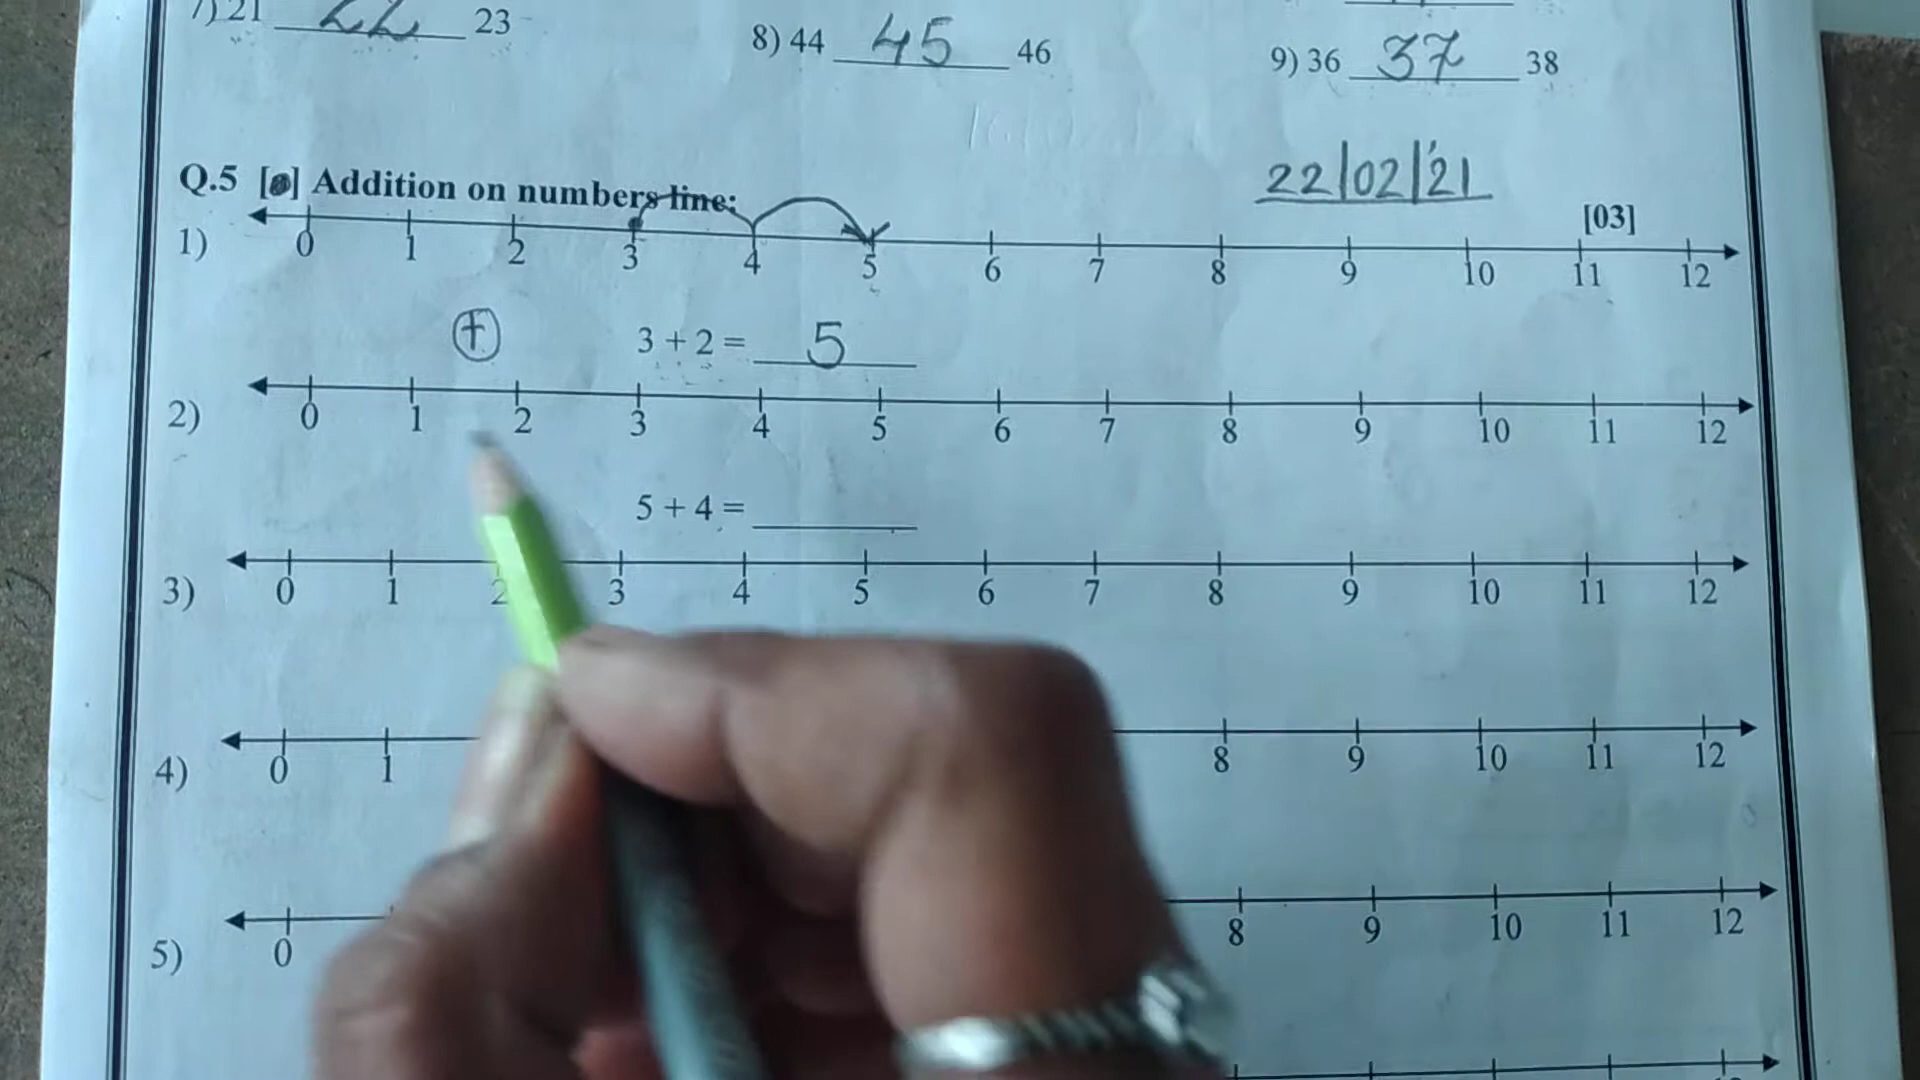 7) 21 22 23
8) 44 45 46
9) 36 37 38
22/02/'21
Q.5 [ ] Addition on numbers line:
[03]
1) 0 1 2 3 4 5 6 7 8 9 10 11 12
+ 3 + 2 = 5
2) 0 1 2 3 4 5 6 7 8 9 10 11 12
5 + 4 =
3) 0 1 2 3 4 5 6 7 8 9 10 11 12
4) 0 1 8 9 10 11 12
5) 0 8 9 10 11 12